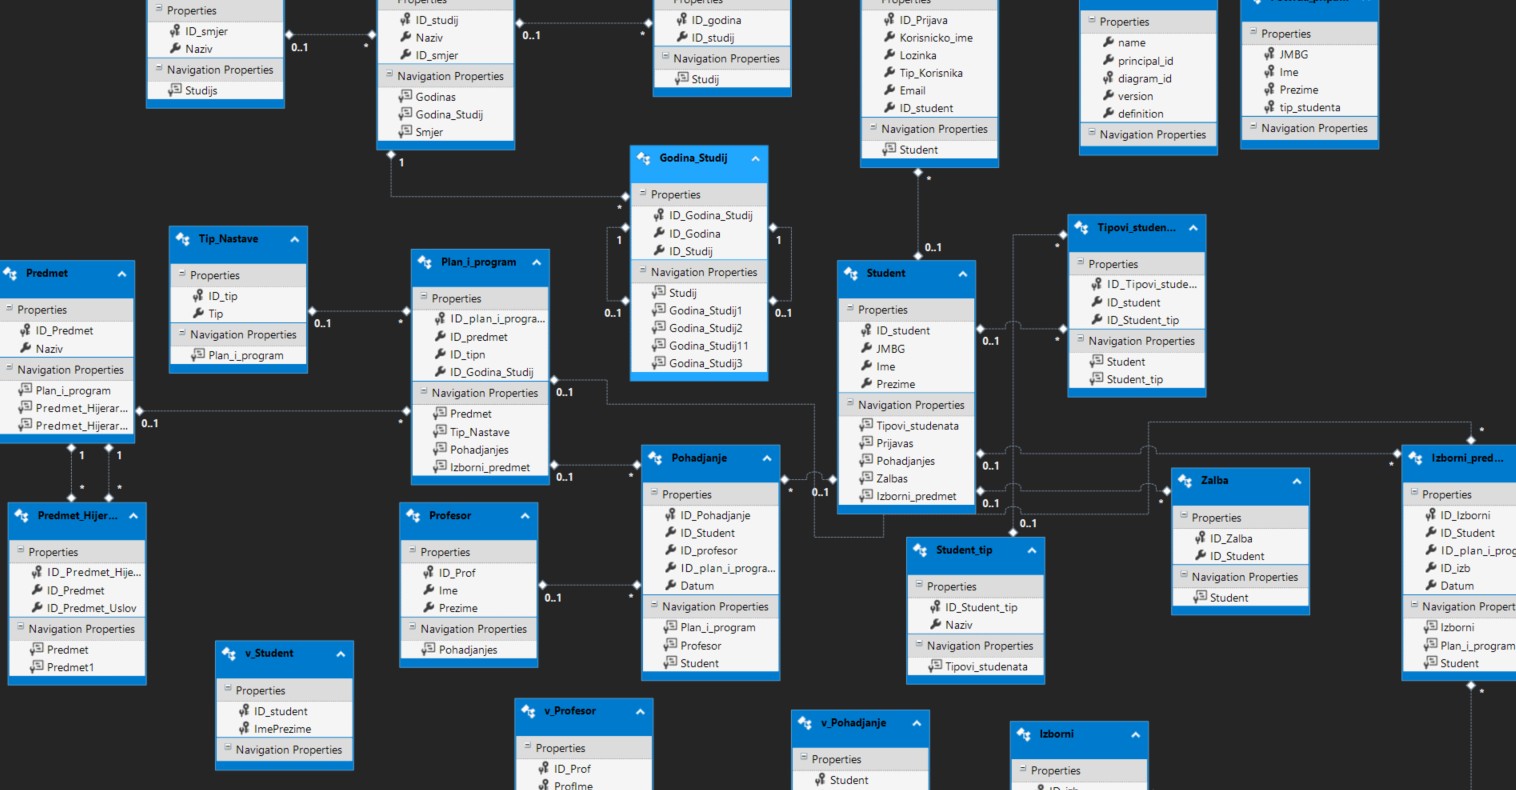 Properties
ID_smjer
Naziv
Navigation Properties
Studijs
0..1
*
Properties
ID_studij
Naziv
ID_smjer
Navigation Properties
Godinas
Godina_Studij
Smjer
0..1
*
1
Properties
ID_godina
ID_studij
Navigation Properties
Studij
Properties
ID_Prijava
Korisnicko_ime
Lozinka
Tip_Korisnika
Email
ID_student
Navigation Properties
Student
*
0..1
Properties
name
principal_id
diagram_id
version
definition
Navigation Properties
Properties
JMBG
Ime
Prezime
tip_studenta
Navigation Properties
Godina_Studij
Properties
ID_Godina_Studij
ID_Godina
ID_Studij
Navigation Properties
Studij
Godina_Studij1
Godina_Studij2
Godina_Studij11
Godina_Studij3
*
1
0..1
1
0..1
Predmet
Properties
ID_Predmet
Naziv
Navigation Properties
Plan_i_program
Predmet_Hijerar...
Predmet_Hijerar...
0..1
*
1
1
*
*
Tip_Nastave
Properties
ID_tip
Tip
Navigation Properties
Plan_i_program
0..1
*
Plan_i_program
Properties
ID_plan_i_progra...
ID_predmet
ID_tipn
ID_Godina_Studij
Navigation Properties
Predmet
Tip_Nastave
Pohadjanjes
Izborni_predmet
0..1
0..1
*
Student
Properties
ID_student
JMBG
Ime
Prezime
Navigation Properties
Tipovi_studenata
Prijavas
Pohadjanjes
Zalbas
Izborni_predmet
0..1
*
0..1
*
0..1
*
Tipovi_studen...
Properties
ID_Tipovi_stude...
ID_student
ID_Student_tip
Navigation Properties
Student
Student_tip
*
Predmet_Hijer...
Properties
ID_Predmet_Hije...
ID_Predmet
ID_Predmet_Uslov
Navigation Properties
Predmet
Predmet1
Profesor
Properties
ID_Prof
Ime
Prezime
Navigation Properties
Pohadjanjes
0..1
*
Pohadjanje
Properties
ID_Pohadjanje
ID_Student
ID_profesor
ID_plan_i_progra...
Datum
Navigation Properties
Plan_i_program
Profesor
Student
*
0..1
Student_tip
Properties
ID_Student_tip
Naziv
Navigation Properties
Tipovi_studenata
0..1
Zalba
Properties
ID_Zalba
ID_Student
Navigation Properties
Student
Izborni_pred...
Properties
ID_Izborni
ID_Student
ID_plan_i_prog
ID_izb
Datum
Navigation Propert
Izborni
Plan_i_program
Student
*
*
v_Student
Properties
ID_student
ImePrezime
Navigation Properties
v_Profesor
Properties
ID_Prof
ProfIme
v_Pohadjanje
Properties
Student
Izborni
Properties